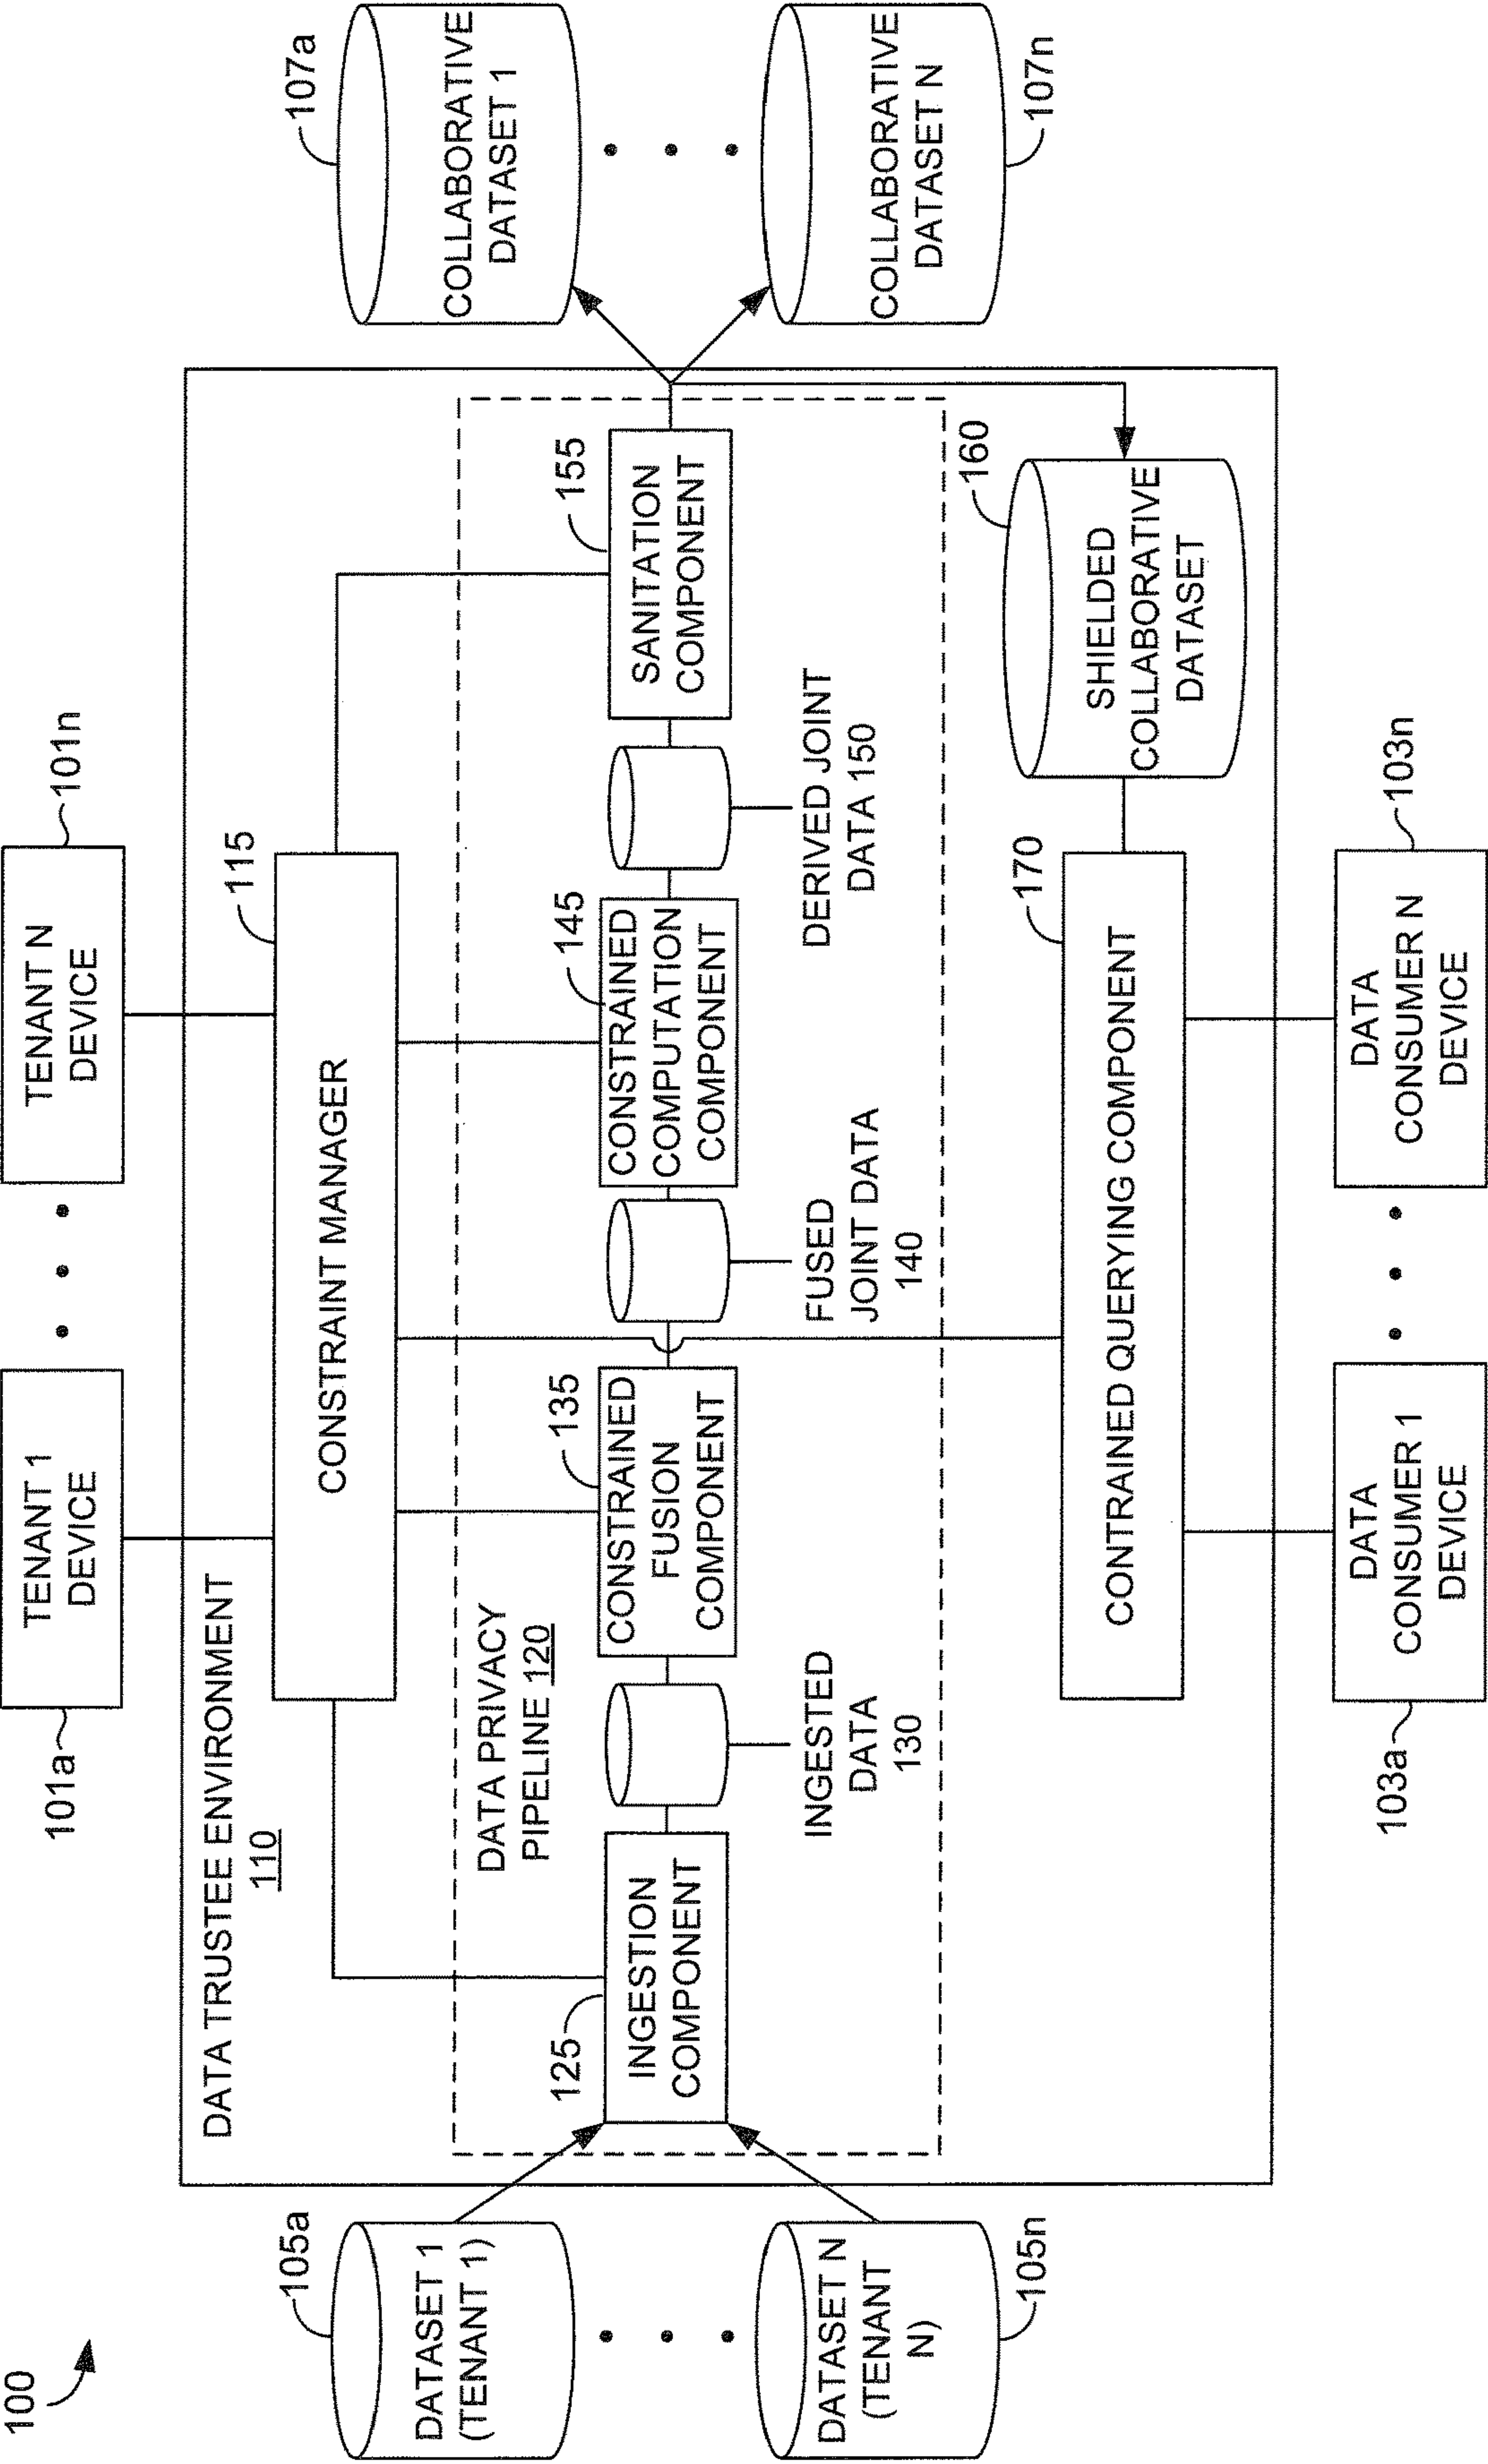 100
101a
TENANT 1
DEVICE
TENANT N
DEVICE
101n
DATA TRUSTEE ENVIRONMENT
110
CONSTRAINT MANAGER
115
105a
DATASET 1
(TENANT 1)
DATASET N
(TENANT
N)
105n
DATA PRIVACY
PIPELINE 120
125
INGESTION
COMPONENT
INGESTED
DATA
130
135
CONSTRAINED
FUSION
COMPONENT
FUSED
JOINT DATA
140
145
CONSTRAINED
COMPUTATION
COMPONENT
DERIVED JOINT
DATA 150
155
SANITATION
COMPONENT
107a
COLLABORATIVE
DATASET 1
COLLABORATIVE
DATASET N
107n
160
SHIELDED
COLLABORATIVE
DATASET
170
CONTRAINED QUERYING COMPONENT
103a
DATA
CONSUMER 1
DEVICE
DATA
CONSUMER N
DEVICE
103n